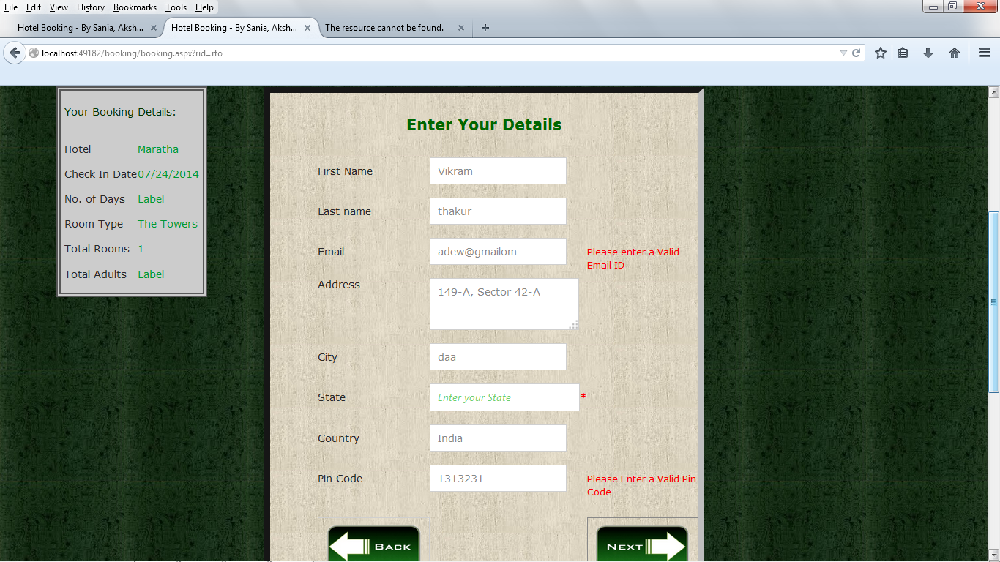 File Edit View History Bookmarks Tools Help
Hotel Booking - By Sania, Aksh... Hotel Booking - By Sania, Aksh... The resource cannot be found.
localhost:49182/booking/booking.aspx?rid=rto
Your Booking Details:
Hotel Maratha
Check In Date 07/24/2014
No. of Days Label
Room Type The Towers
Total Rooms 1
Total Adults Label
Enter Your Details
First Name Vikram
Last name thakur
Email adew@gmailom Please enter a Valid
Email ID
Address 149-A, Sector 42-A
City daa
State Enter your State *
Country India
Pin Code 1313231 Please Enter a Valid Pin
Code
Back Next